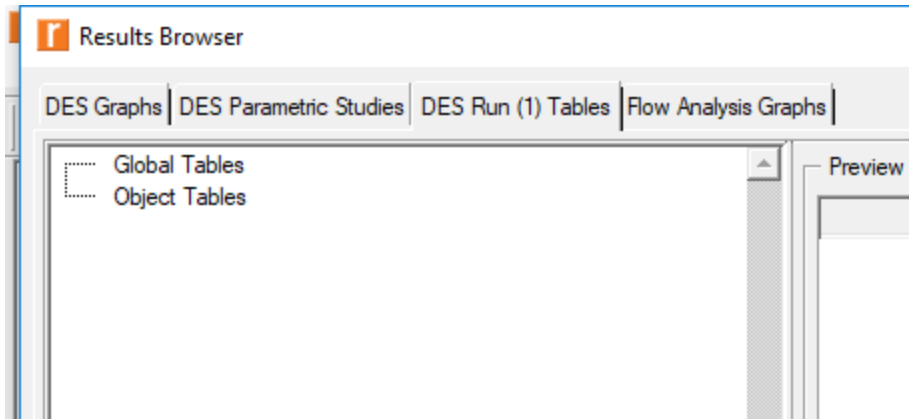 Results Browser
DES Graphs DES Parametric Studies DES Run (1) Tables Flow Analysis Graphs
Global Tables
Preview
Object Tables